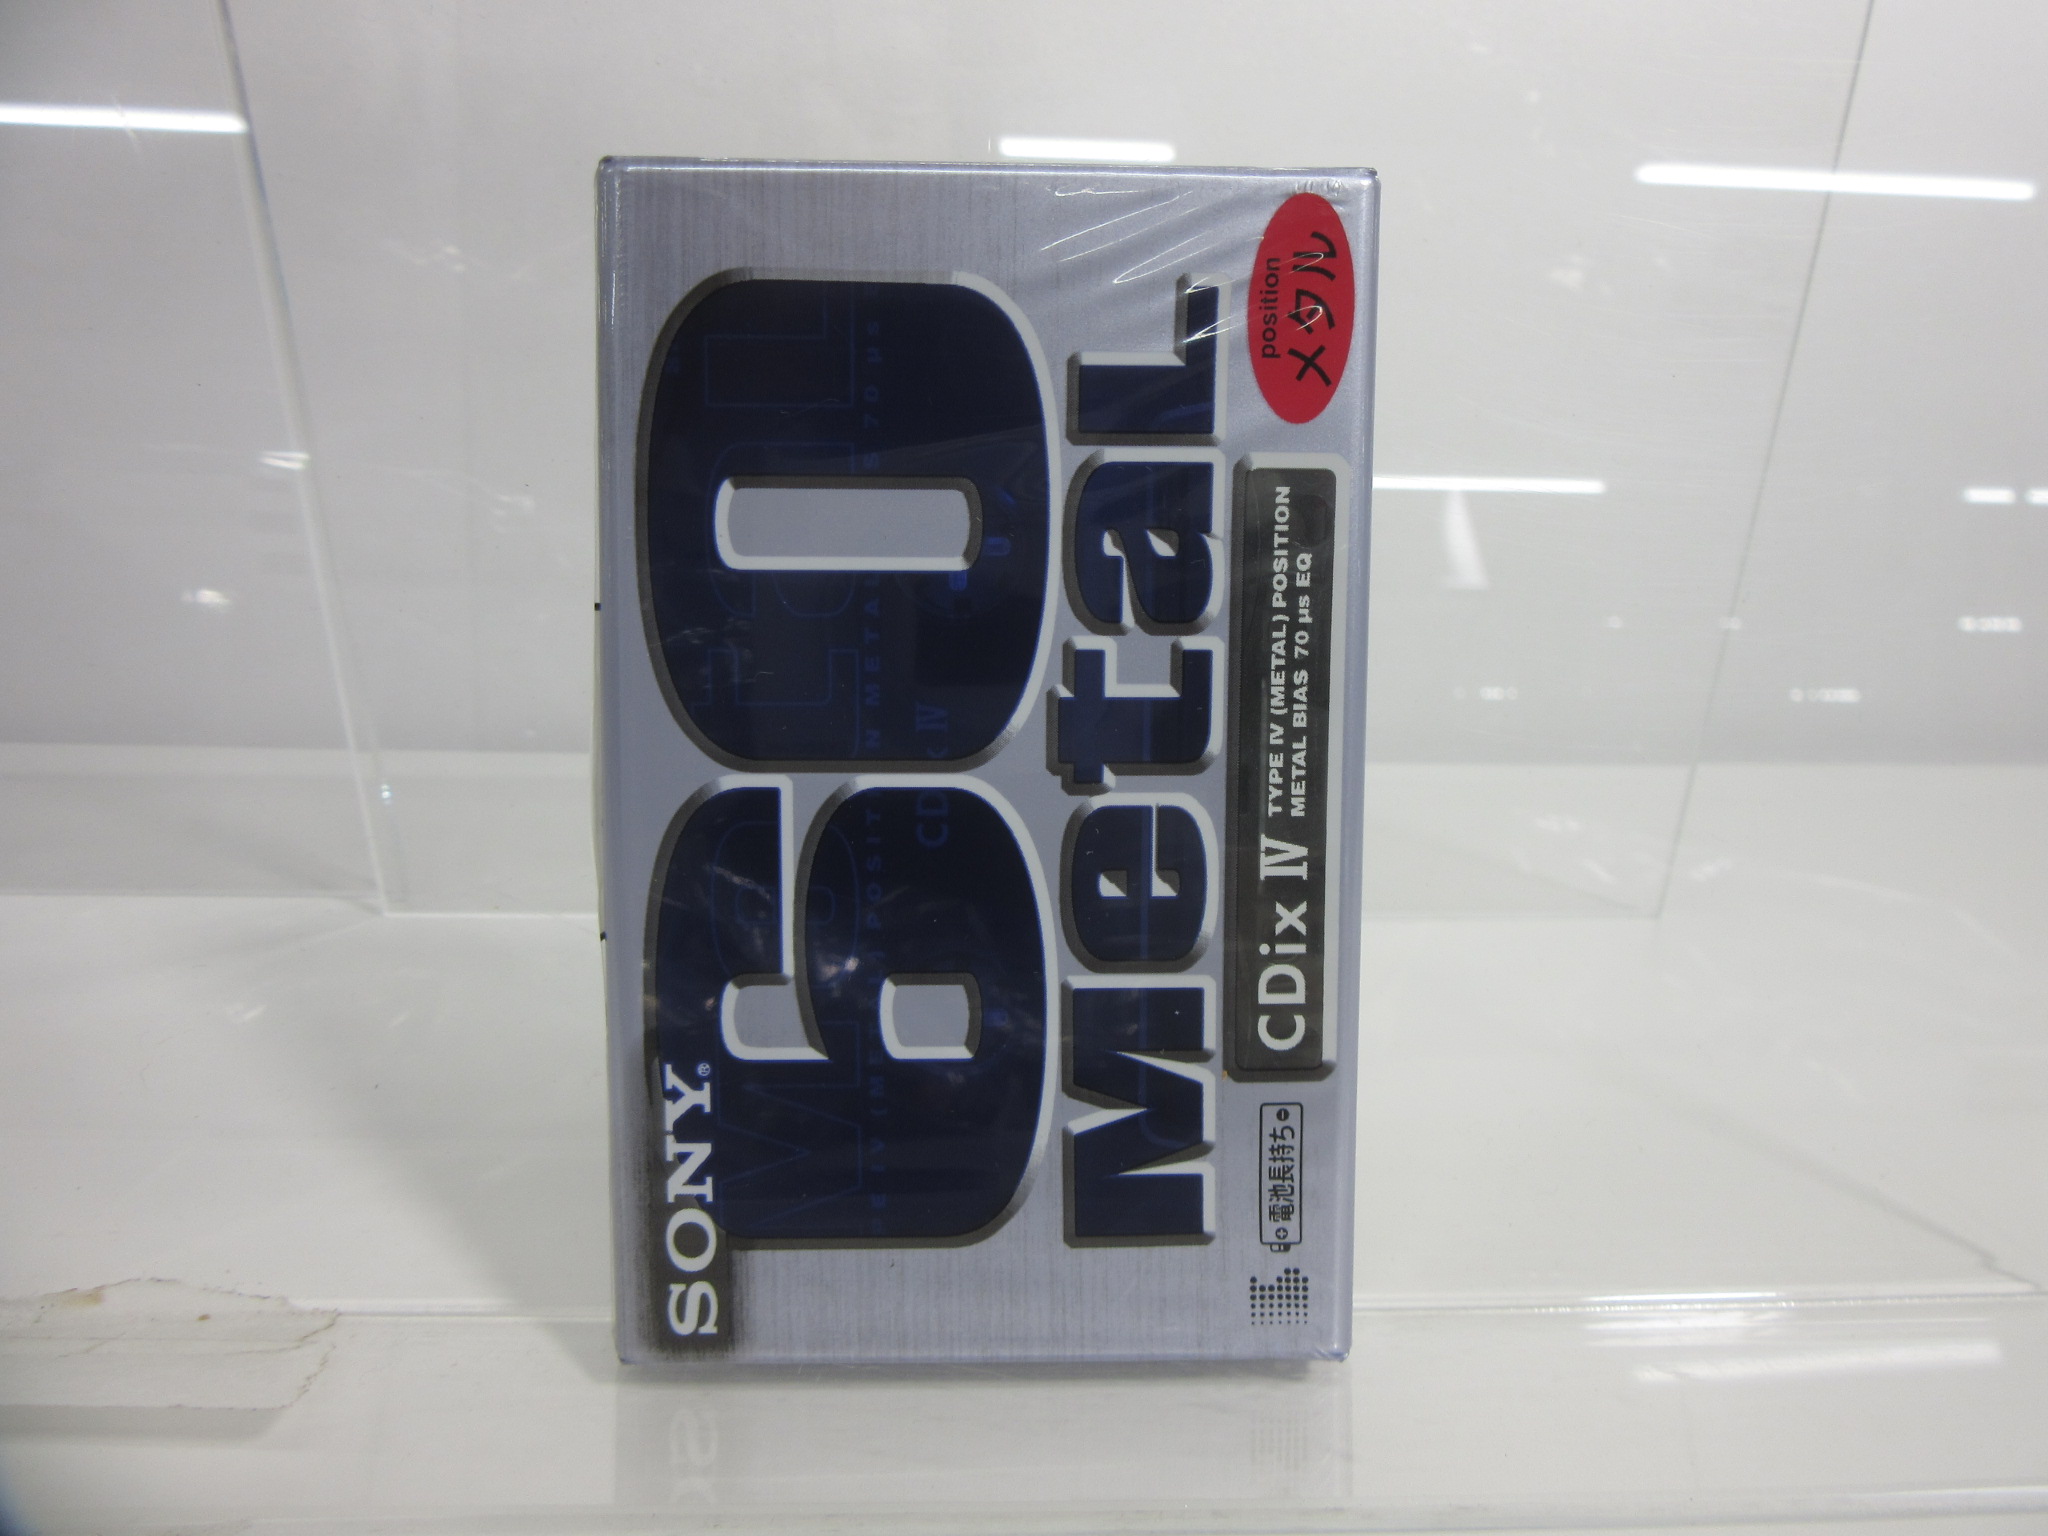 SONY®
60
Metal
position
メタル
CDix IV
TYPE IV (METAL) POSITION
METAL BIAS 70 μs EQ
電池長持ち